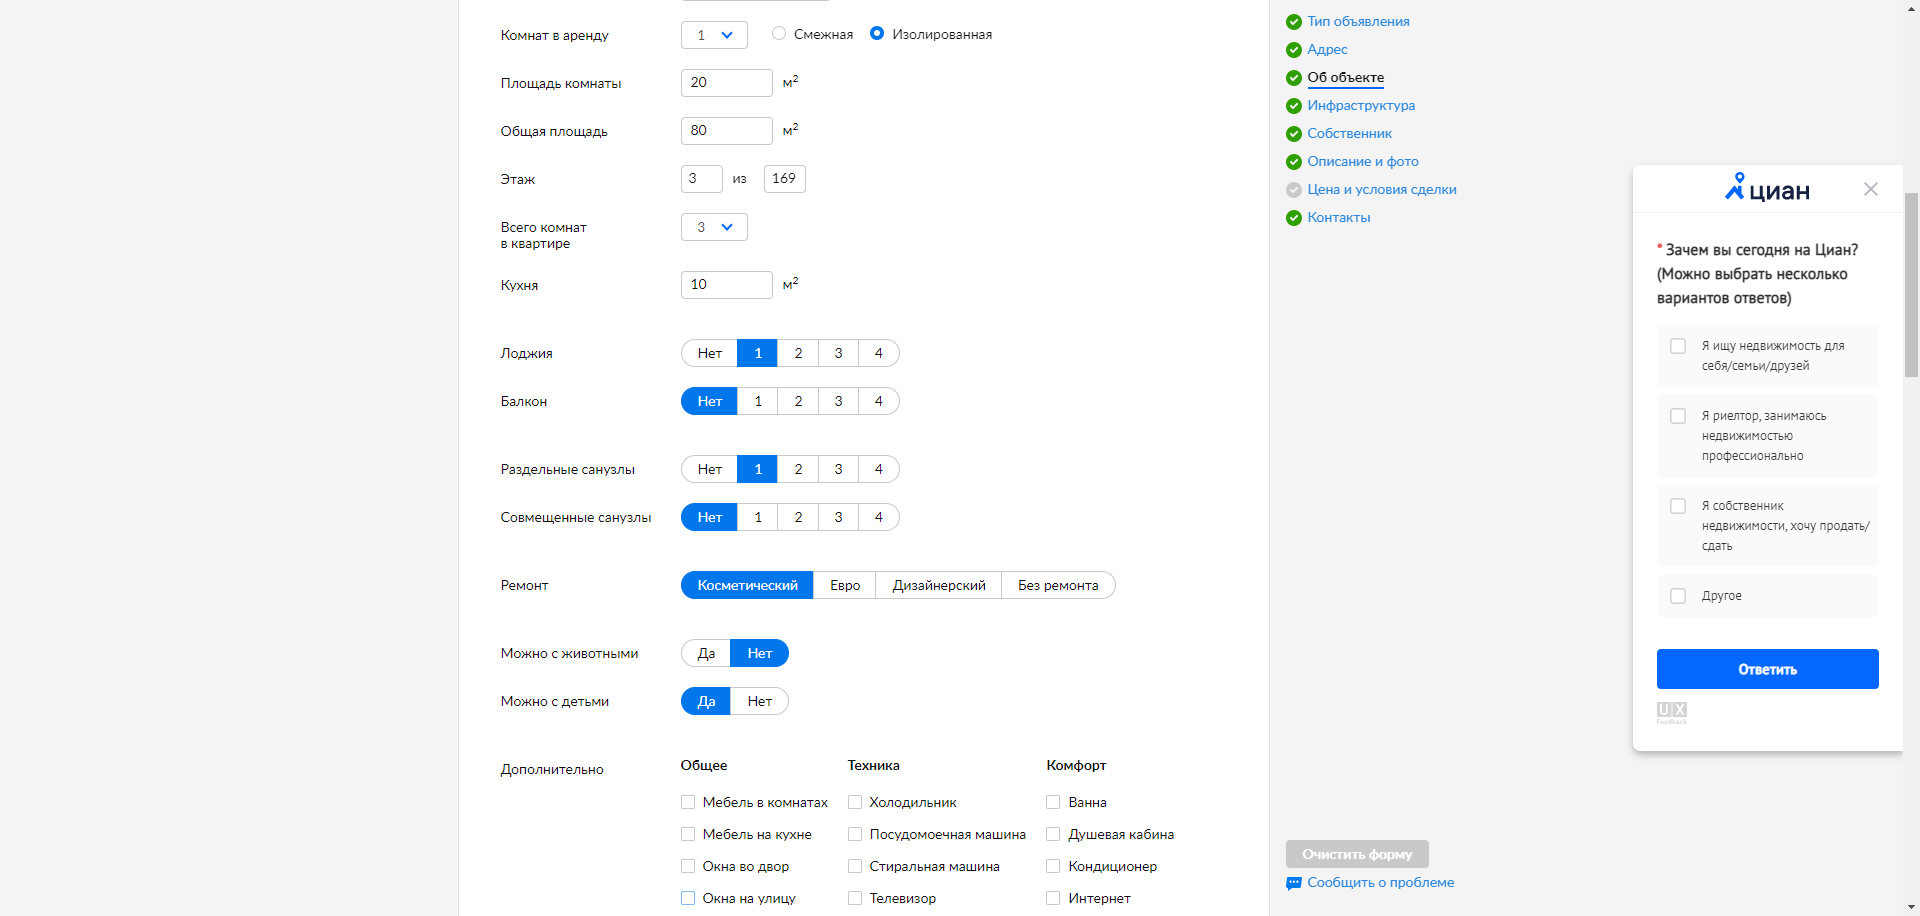 Комнат в аренду 1 Смежная Изолированная
Площадь комнаты 20 м²
Общая площадь 80 м²
Этаж 3 из 169
Всего комнат
в квартире 3
Кухня 10 м²
Лоджия Нет 1 2 3 4
Балкон Нет 1 2 3 4
Раздельные санузлы Нет 1 2 3 4
Совмещенные санузлы Нет 1 2 3 4
Ремонт Косметический Евро Дизайнерский Без ремонта
Можно с животными Да Нет
Можно с детьми Да Нет
Дополнительно
Общее
Мебель в комнатах
Мебель на кухне
Окна во двор
Окна на улицу
Техника
Холодильник
Посудомоечная машина
Стиральная машина
Телевизор
Комфорт
Ванна
Душевая кабина
Кондиционер
Интернет
Тип объявления
Адрес
Об объекте
Инфраструктура
Собственник
Описание и фото
Цена и условия сделки
Контакты
Очистить форму
Сообщить о проблеме
циан
* Зачем вы сегодня на Циан?
(Можно выбрать несколько
вариантов ответов)
Я ищу недвижимость для
себя/семьи/друзей
Я риелтор, занимаюсь
недвижимостью
профессионально
Я собственник
недвижимости, хочу продать/
сдать
Другое
Ответить
UX
Feedback